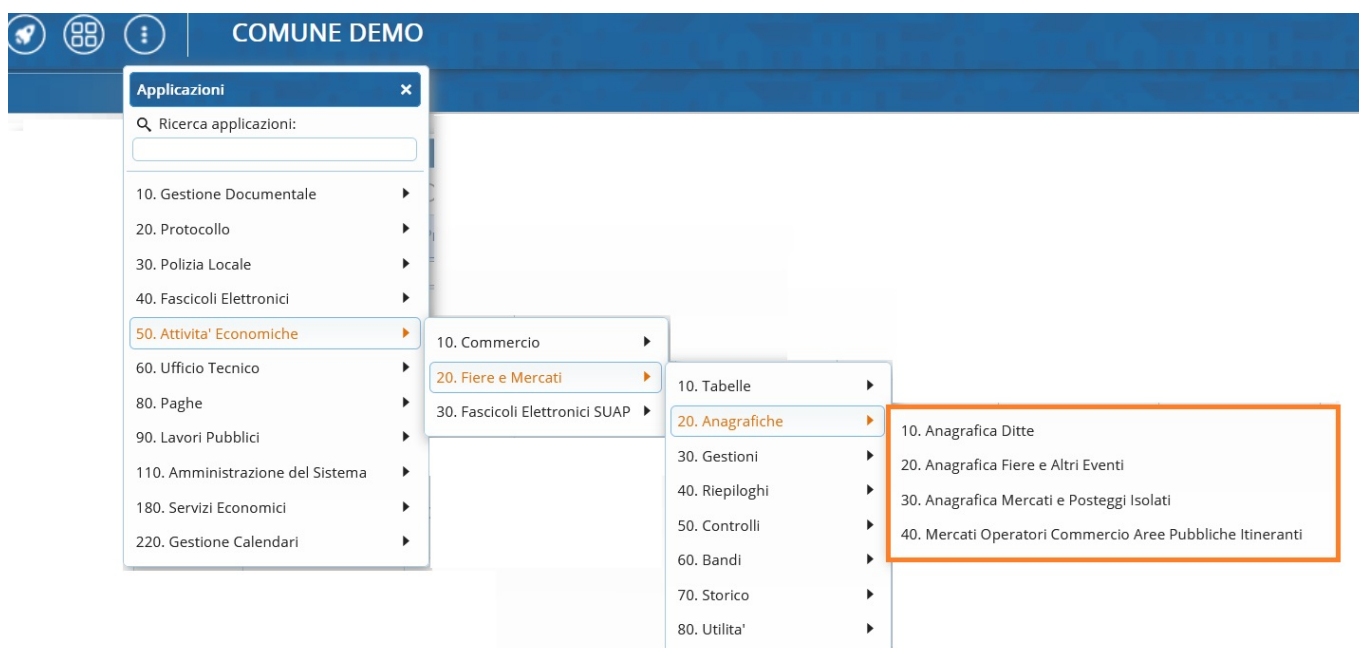 COMUNE DEMO
Applicazioni
Ricerca applicazioni:
10. Gestione Documentale
20. Protocollo
30. Polizia Locale
40. Fascicoli Elettronici
50. Attivita' Economiche
60. Ufficio Tecnico
80. Paghe
90. Lavori Pubblici
110. Amministrazione del Sistema
180. Servizi Economici
220. Gestione Calendari
10. Commercio
20. Fiere e Mercati
30. Fascicoli Elettronici SUAP
10. Tabelle
20. Anagrafiche
30. Gestioni
40. Riepiloghi
50. Controlli
60. Bandi
70. Storico
80. Utilita'
10. Anagrafica Ditte
20. Anagrafica Fiere e Altri Eventi
30. Anagrafica Mercati e Posteggi Isolati
40. Mercati Operatori Commercio Aree Pubbliche Itineranti